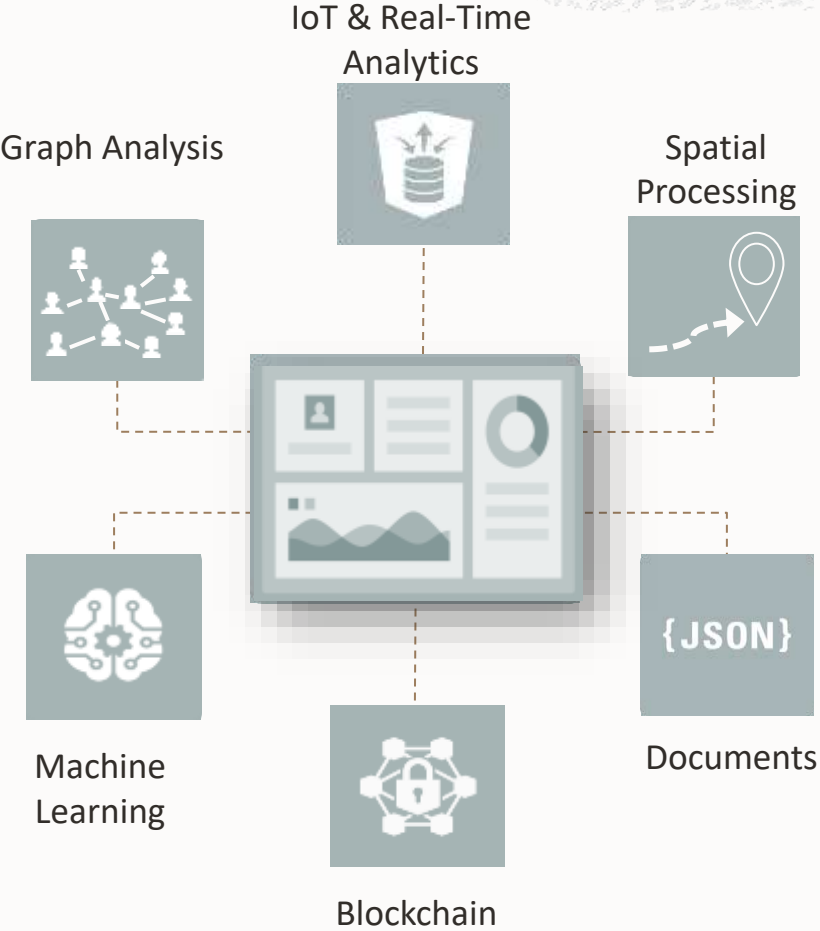 IoT & Real-Time
Analytics
Graph Analysis
Spatial
Processing
{JSON}
Machine
Learning
Documents
Blockchain